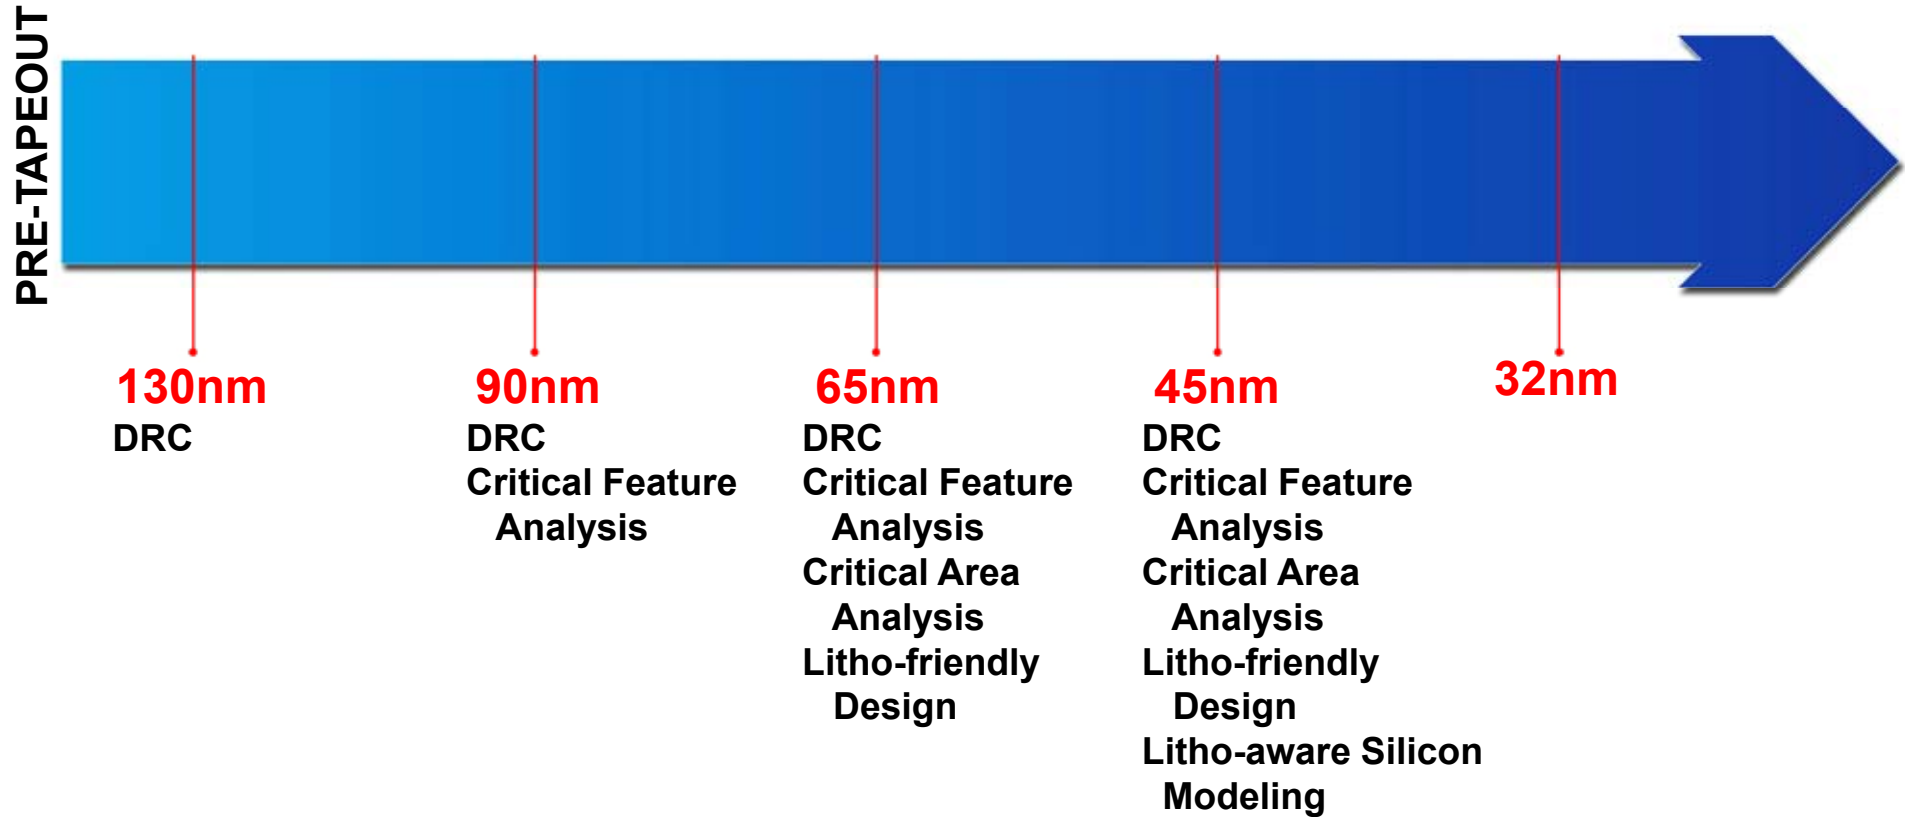 PRE-TAPEOUT
130nm
DRC
90nm
DRC
Critical Feature
Analysis
65nm
DRC
Critical Feature
Analysis
Critical Area
Analysis
Litho-friendly
Design
45nm
DRC
Critical Feature
Analysis
Critical Area
Analysis
Litho-friendly
Design
Litho-aware Silicon
Modeling
32nm